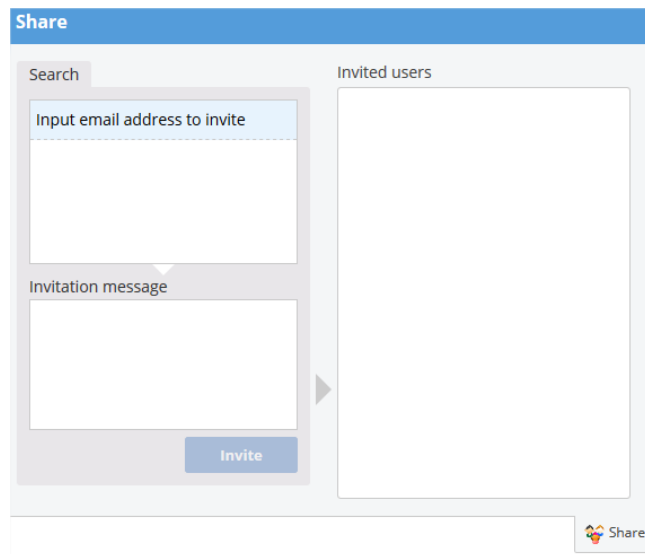 Share
Search
Input email address to invite
Invitation message
Invite
Invited users
Share